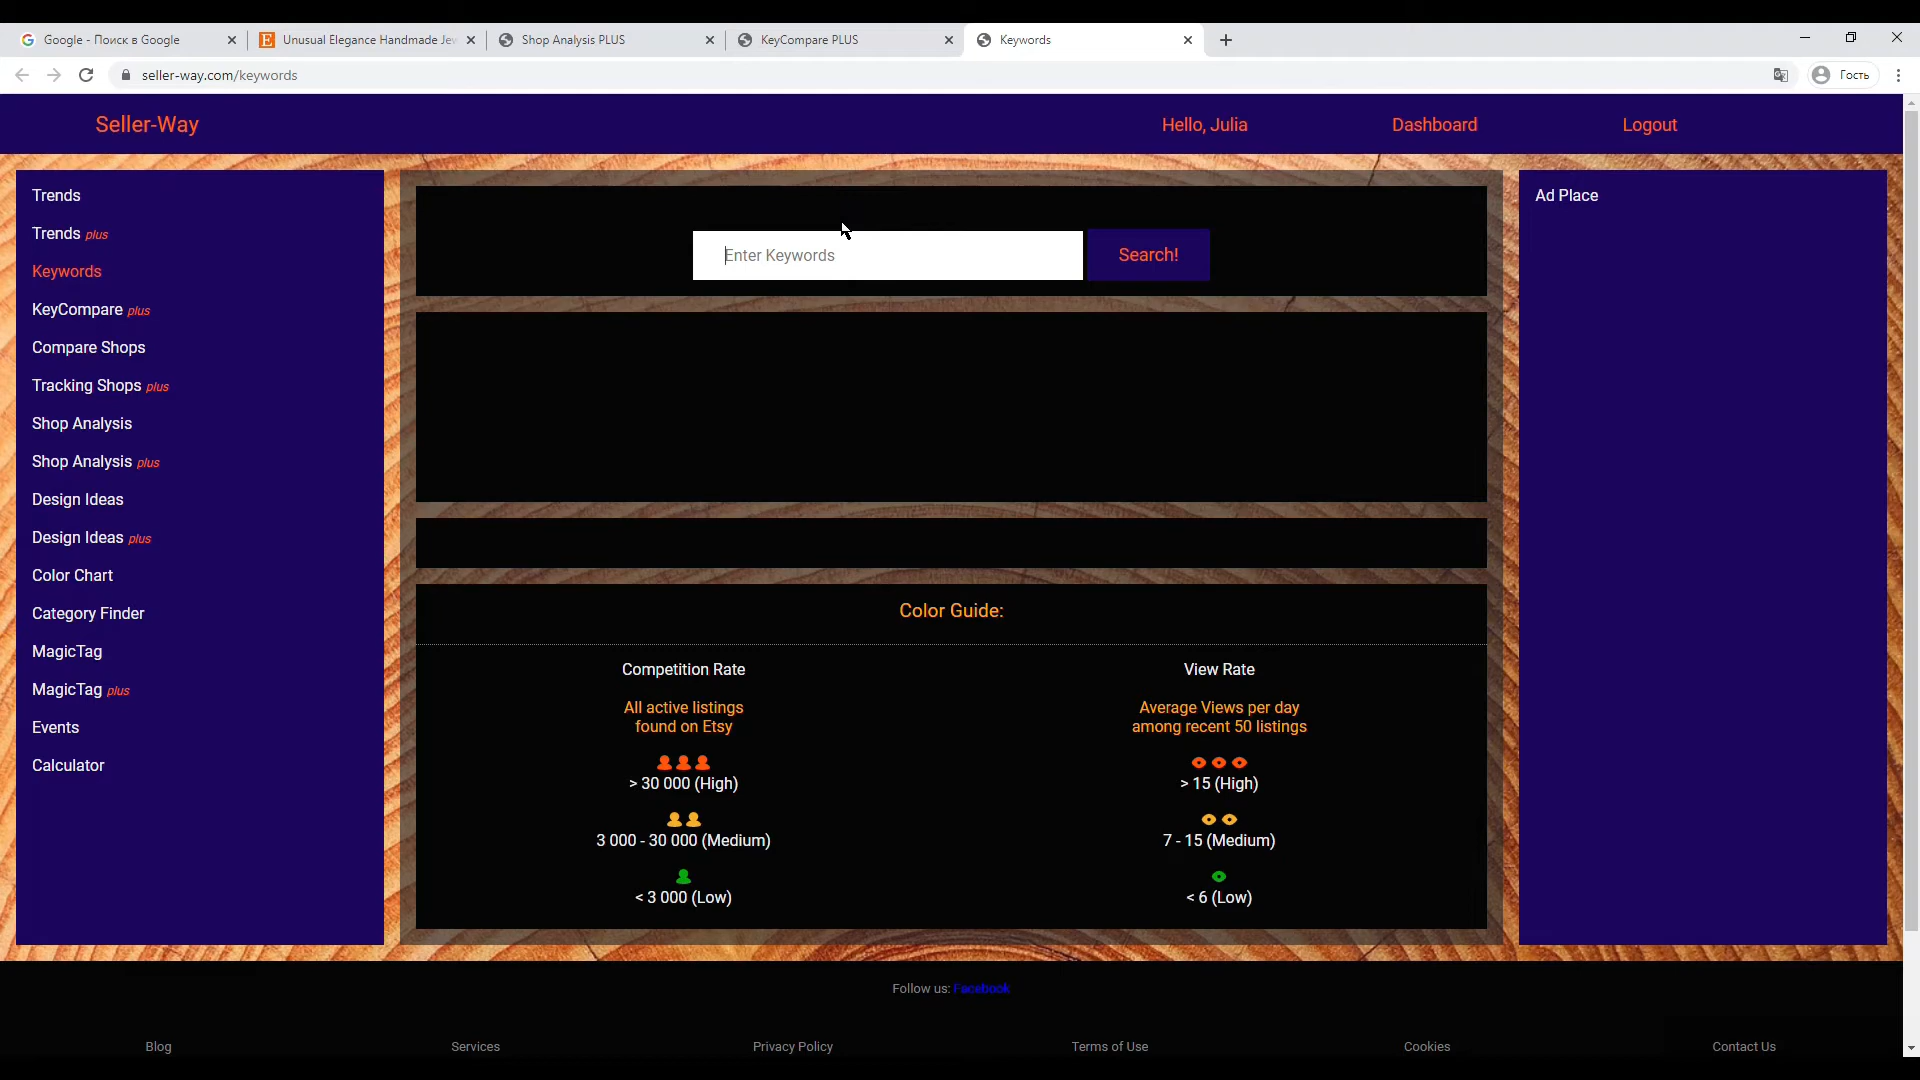 Google - Поиск в Google
Unusual Elegance Handmade Jew
Shop Analysis PLUS
KeyCompare PLUS
Keywords
seller-way.com/keywords
Гость
Seller-Way
Hello, Julia
Dashboard
Logout
Trends
Trends plus
Keywords
KeyCompare plus
Compare Shops
Tracking Shops plus
Shop Analysis
Shop Analysis plus
Design Ideas
Design Ideas plus
Color Chart
Category Finder
MagicTag
MagicTag plus
Events
Calculator
Enter Keywords
Search!
Color Guide:
Competition Rate
All active listings
found on Etsy
> 30 000 (High)
3 000 - 30 000 (Medium)
< 3 000 (Low)
View Rate
Average Views per day
among recent 50 listings
> 15 (High)
7 - 15 (Medium)
< 6 (Low)
Ad Place
Follow us: Facebook
Blog
Services
Privacy Policy
Terms of Use
Cookies
Contact Us